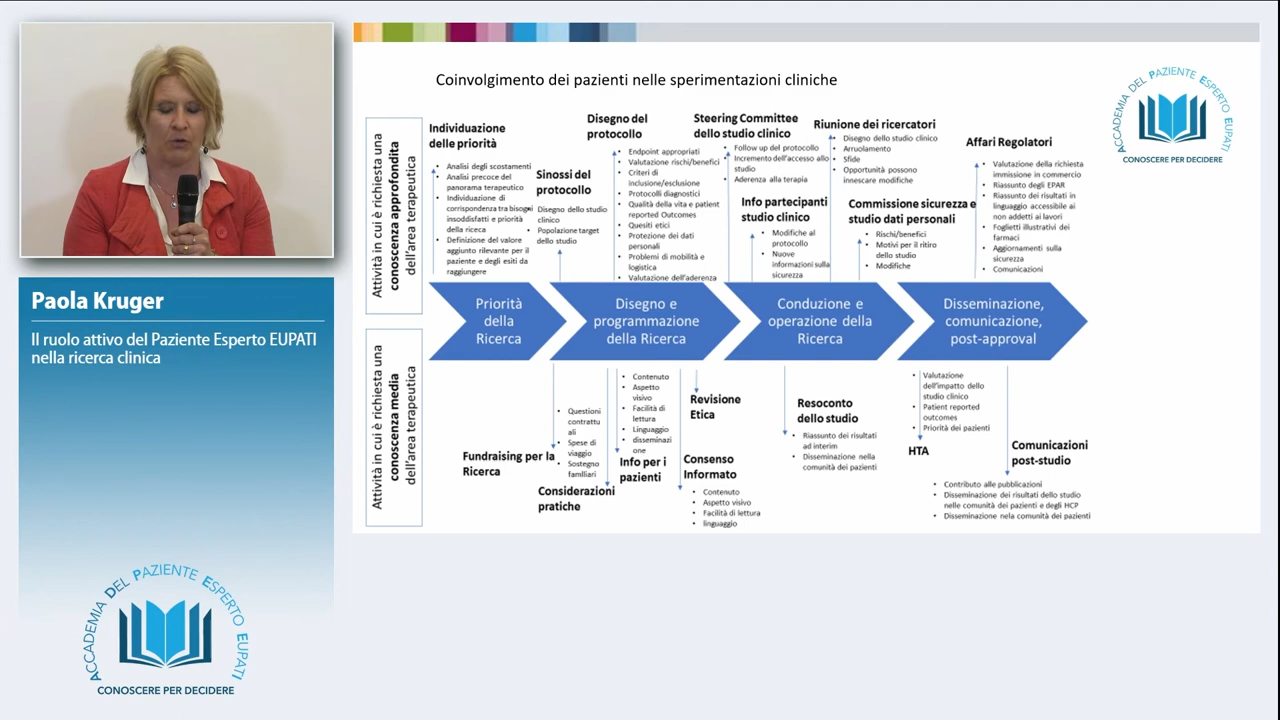 Paola Kruger
Il ruolo attivo del Paziente Esperto EUPATI
nella ricerca clinica
ACCADEMIA DEL PAZIENTE ESPERTO EUPATI
CONOSCERE PER DECIDERE
Coinvolgimento dei pazienti nelle sperimentazioni cliniche
ACCADEMIA DEL PAZIENTE ESPERTO EUPATI
CONOSCERE PER DECIDERE
Attività in cui è richiesta una
conoscenza approfondita
dell'area terapeutica
Individuazione
delle priorità
• Analisi degli scostamenti
• Analisi precoce del
panorama terapeutico
• Individuazione di
corrispondenza tra bisogni
insoddisfatti e priorità
della riceca
• Definizione del valore
aggiunto rilevante per il
paziente e degli esiti da
raggiungere
Sinossi del
protocollo
• Disegno dello studio
clinico
• Popolazione target
dello studio
Disegno del
protocollo
• Endpoint appropriati
• Valutazione rischi/benefici
• Criteri di
inclusione/esclusione
• Protocolli diagnostici
• Qualità della vita e patient
reported Outcomes
• Quesiti etici
• Protezione dei dati
personali
• Problemi di mobilità e
logistica
• Valutazione dell'aderenza
Steering Committee
dello studio clinico
• Follow up del protocollo
• Incremento dell'accesso allo
studio
• Aderenza alla terapia
Info partecipanti
studio clinico
• Modifiche al
protocollo
• Nuove
informazioni sulla
sicurezza
Riunione dei ricercatori
• Disegno dello studio clinico
• Arruolamento
• Sfide
• Opportunità possono
innescare modifiche
Commissione sicurezza e
studio dati personali
• Rischi/benefici
• Motivi per il ritiro
dello studio
• Modifiche
Affari Regolatori
• Valutazione della richiesta
immissione in commercio
• Riassunto degli EPAR
• Riassunto dei risultati in
linguaggio accessibile ai
non addetti ai lavori
• Foglietti illustrativi dei
farmaci
• Aggiornamenti sulla
sicurezza
• Comunicazioni
Priorità
della
Ricerca
Disegno e
programmazione
della Ricerca
Conduzione e
operazione della
Ricerca
Disseminazione,
comunicazione,
post-approval
Attività in cui è richiesta una
conoscenza media
dell'area terapeutica
Fundraising per la
Ricerca
• Questioni
contrattu
ali
• Spese di
viaggio
• Sostegno
familiari
Considerazioni
pratiche
• Contenuto
• Aspetto
visivo
• Facilità di
lettura
• Linguaggio
• disseminazi
one
Info per i
pazienti
Revisione
Etica
Consenso
Informato
• Contenuto
• Aspetto visivo
• Facilità di lettura
• linguaggio
Resoconto
dello studio
• Riassunto dei risultati
ad interim
• Disseminazione nella
comunità dei pazienti
• Valutazione
dell'impatto dello
studio clinico
• Patient reported
outcomes
• Priorità dei pazienti
HTA
Comunicazioni
post-studio
• Contributo alle pubblicazioni
• Disseminazione dei risultati dello studio
nelle comunità dei pazienti e degli HCP
• Disseminazione nela comunità dei pazienti